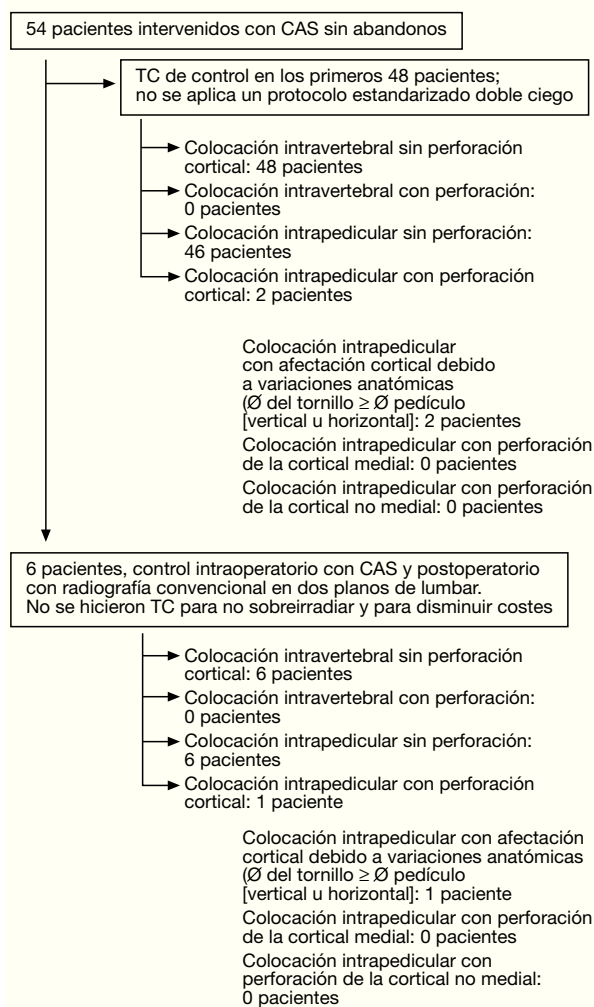 54 pacientes intervenidos con CAS sin abandonos
TC de control en los primeros 48 pacientes;
no se aplica un protocolo estandarizado doble ciego
Colocación intravertebral sin perforación
cortical: 48 pacientes
Colocación intravertebral con perforación:
0 pacientes
Colocación intrapedicular sin perforación:
46 pacientes
Colocación intrapedicular con perforación
cortical: 2 pacientes
Colocación intrapedicular
con afectación cortical debido
a variaciones anatómicas
(Ø del tornillo ≥ Ø pedículo
[vertical u horizontal]: 2 pacientes
Colocación intrapedicular con perforación
de la cortical medial: 0 pacientes
Colocación intrapedicular con perforación
de la cortical no medial: 0 pacientes
6 pacientes, control intraoperatorio con CAS y postoperatorio
con radiografía convencional en dos planos de lumbar.
No se hicieron TC para no sobreirradiar y para disminuir costes
Colocación intravertebral sin perforación
cortical: 6 pacientes
Colocación intravertebral con perforación:
0 pacientes
Colocación intrapedicular sin perforación:
6 pacientes
Colocación intrapedicular con perforación
cortical: 1 paciente
Colocación intrapedicular con afectación
cortical debido a variaciones anatómicas
(Ø del tornillo ≥ Ø pedículo
[vertical u horizontal]: 1 paciente
Colocación intrapedicular con perforación
de la cortical medial: 0 pacientes
Colocación intrapedicular con
perforación de la cortical no medial:
0 pacientes